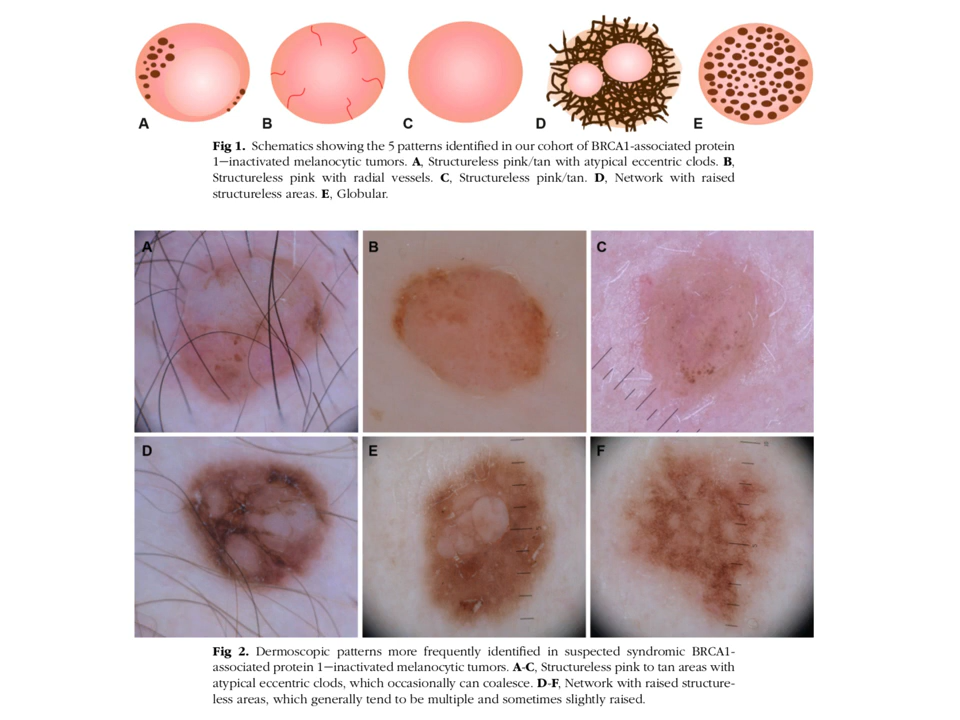 A
B
C
D
E
Fig 1. Schematics showing the 5 patterns identified in our cohort of BRCA1-associated protein
1−inactivated melanocytic tumors. A, Structureless pink/tan with atypical eccentric clods. B,
Structureless pink with radial vessels. C, Structureless pink/tan. D, Network with raised
structureless areas. E, Globular.
A
B
C
D
E
F
Fig 2. Dermoscopic patterns more frequently identified in suspected syndromic BRCA1-
associated protein 1−inactivated melanocytic tumors. A-C, Structureless pink to tan areas with
atypical eccentric clods, which occasionally can coalesce. D-F, Network with raised structure-
less areas, which generally tend to be multiple and sometimes slightly raised.